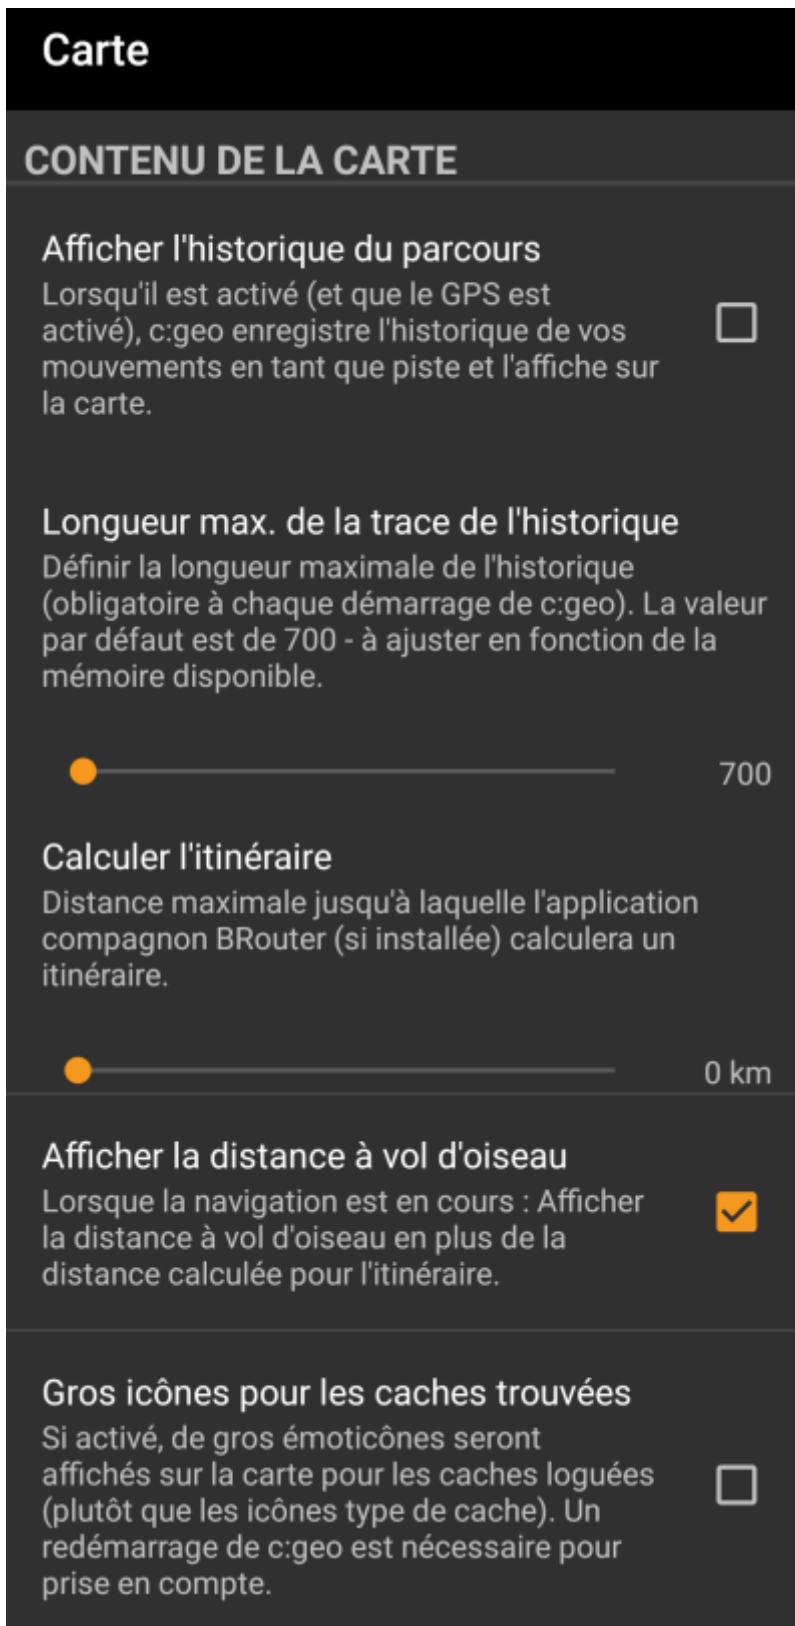 Carte
CONTENU DE LA CARTE
Afficher l'historique du parcours
Lorsqu'il est activé (et que le GPS est
activé), c:geo enregistre l'historique de vos
mouvements en tant que piste et l'affiche sur
la carte.
Longueur max. de la trace de l'historique
Définir la longueur maximale de l'historique
(obligatoire à chaque démarrage de c:geo). La valeur
par défaut est de 700 - à ajuster en fonction de la
mémoire disponible.
700
Calculer l'itinéraire
Distance maximale jusqu'à laquelle l'application
compagnon BRouter (si installée) calculera un
itinéraire.
0 km
Afficher la distance à vol d'oiseau
Lorsque la navigation est en cours : Afficher
la distance à vol d'oiseau en plus de la
distance calculée pour l'itinéraire.
Gros icônes pour les caches trouvées
Si activé, de gros émoticônes seront
affichés sur la carte pour les caches loguées
(plutôt que les icônes type de cache). Un
redémarrage de c:geo est nécessaire pour
prise en compte.